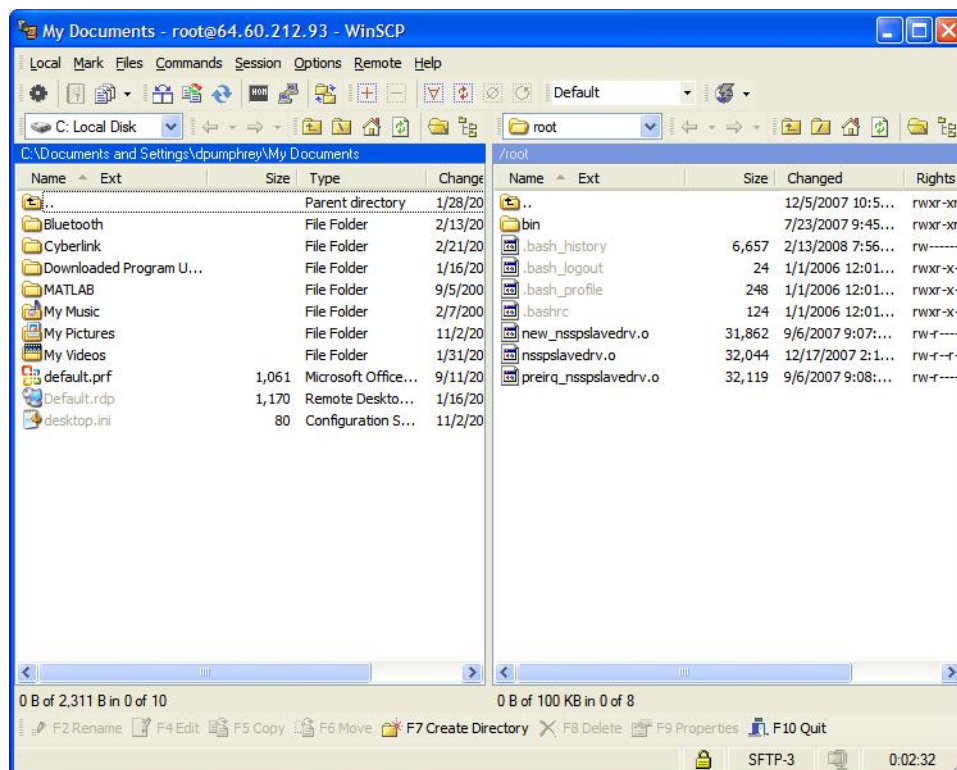 My Documents - root@64.60.212.93 - WinSCP
Local Mark Files Commands Session Options Remote Help
Default
C: Local Disk root
C:\Documents and Settings\dpumphrey\My Documents /root
Name Ext Size Type Change Name Ext Size Changed Rights
.. Parent directory 1/28/20 .. 12/5/2007 10:5... rwxr-xr
Bluetooth File Folder 2/13/20 bin 7/23/2007 9:45... rwxr-xr
Cyberlink File Folder 2/21/20 .bash_history 6,657 2/13/2008 7:56... rw-----
Downloaded Program U... File Folder 1/16/20 .bash_logout 24 1/1/2006 12:01... rwxr-x-
MATLAB File Folder 9/5/200 .bash_profile 248 1/1/2006 12:01... rwxr-x-
My Music File Folder 2/7/200 .bashrc 124 1/1/2006 12:01... rwxr-x-
My Pictures File Folder 11/2/20 new_nsspslavedrv.o 31,862 9/6/2007 9:07:... rw-r----
My Videos File Folder 1/31/20 nsspslavedrv.o 32,044 12/17/2007 2:1... rw-r--r-
default.prf 1,061 Microsoft Office... 9/11/20 preirq_nsspslavedrv.o 32,119 9/6/2007 9:08:... rw-r----
Default.rdp 1,170 Remote Deskto... 1/16/20
desktop.ini 80 Configuration S... 11/2/20
0 B of 2,311 B in 0 of 10 0 B of 100 KB in 0 of 8
F2 Rename F4 Edit F5 Copy F6 Move F7 Create Directory F8 Delete F9 Properties F10 Quit
SFTP-3 0:02:32